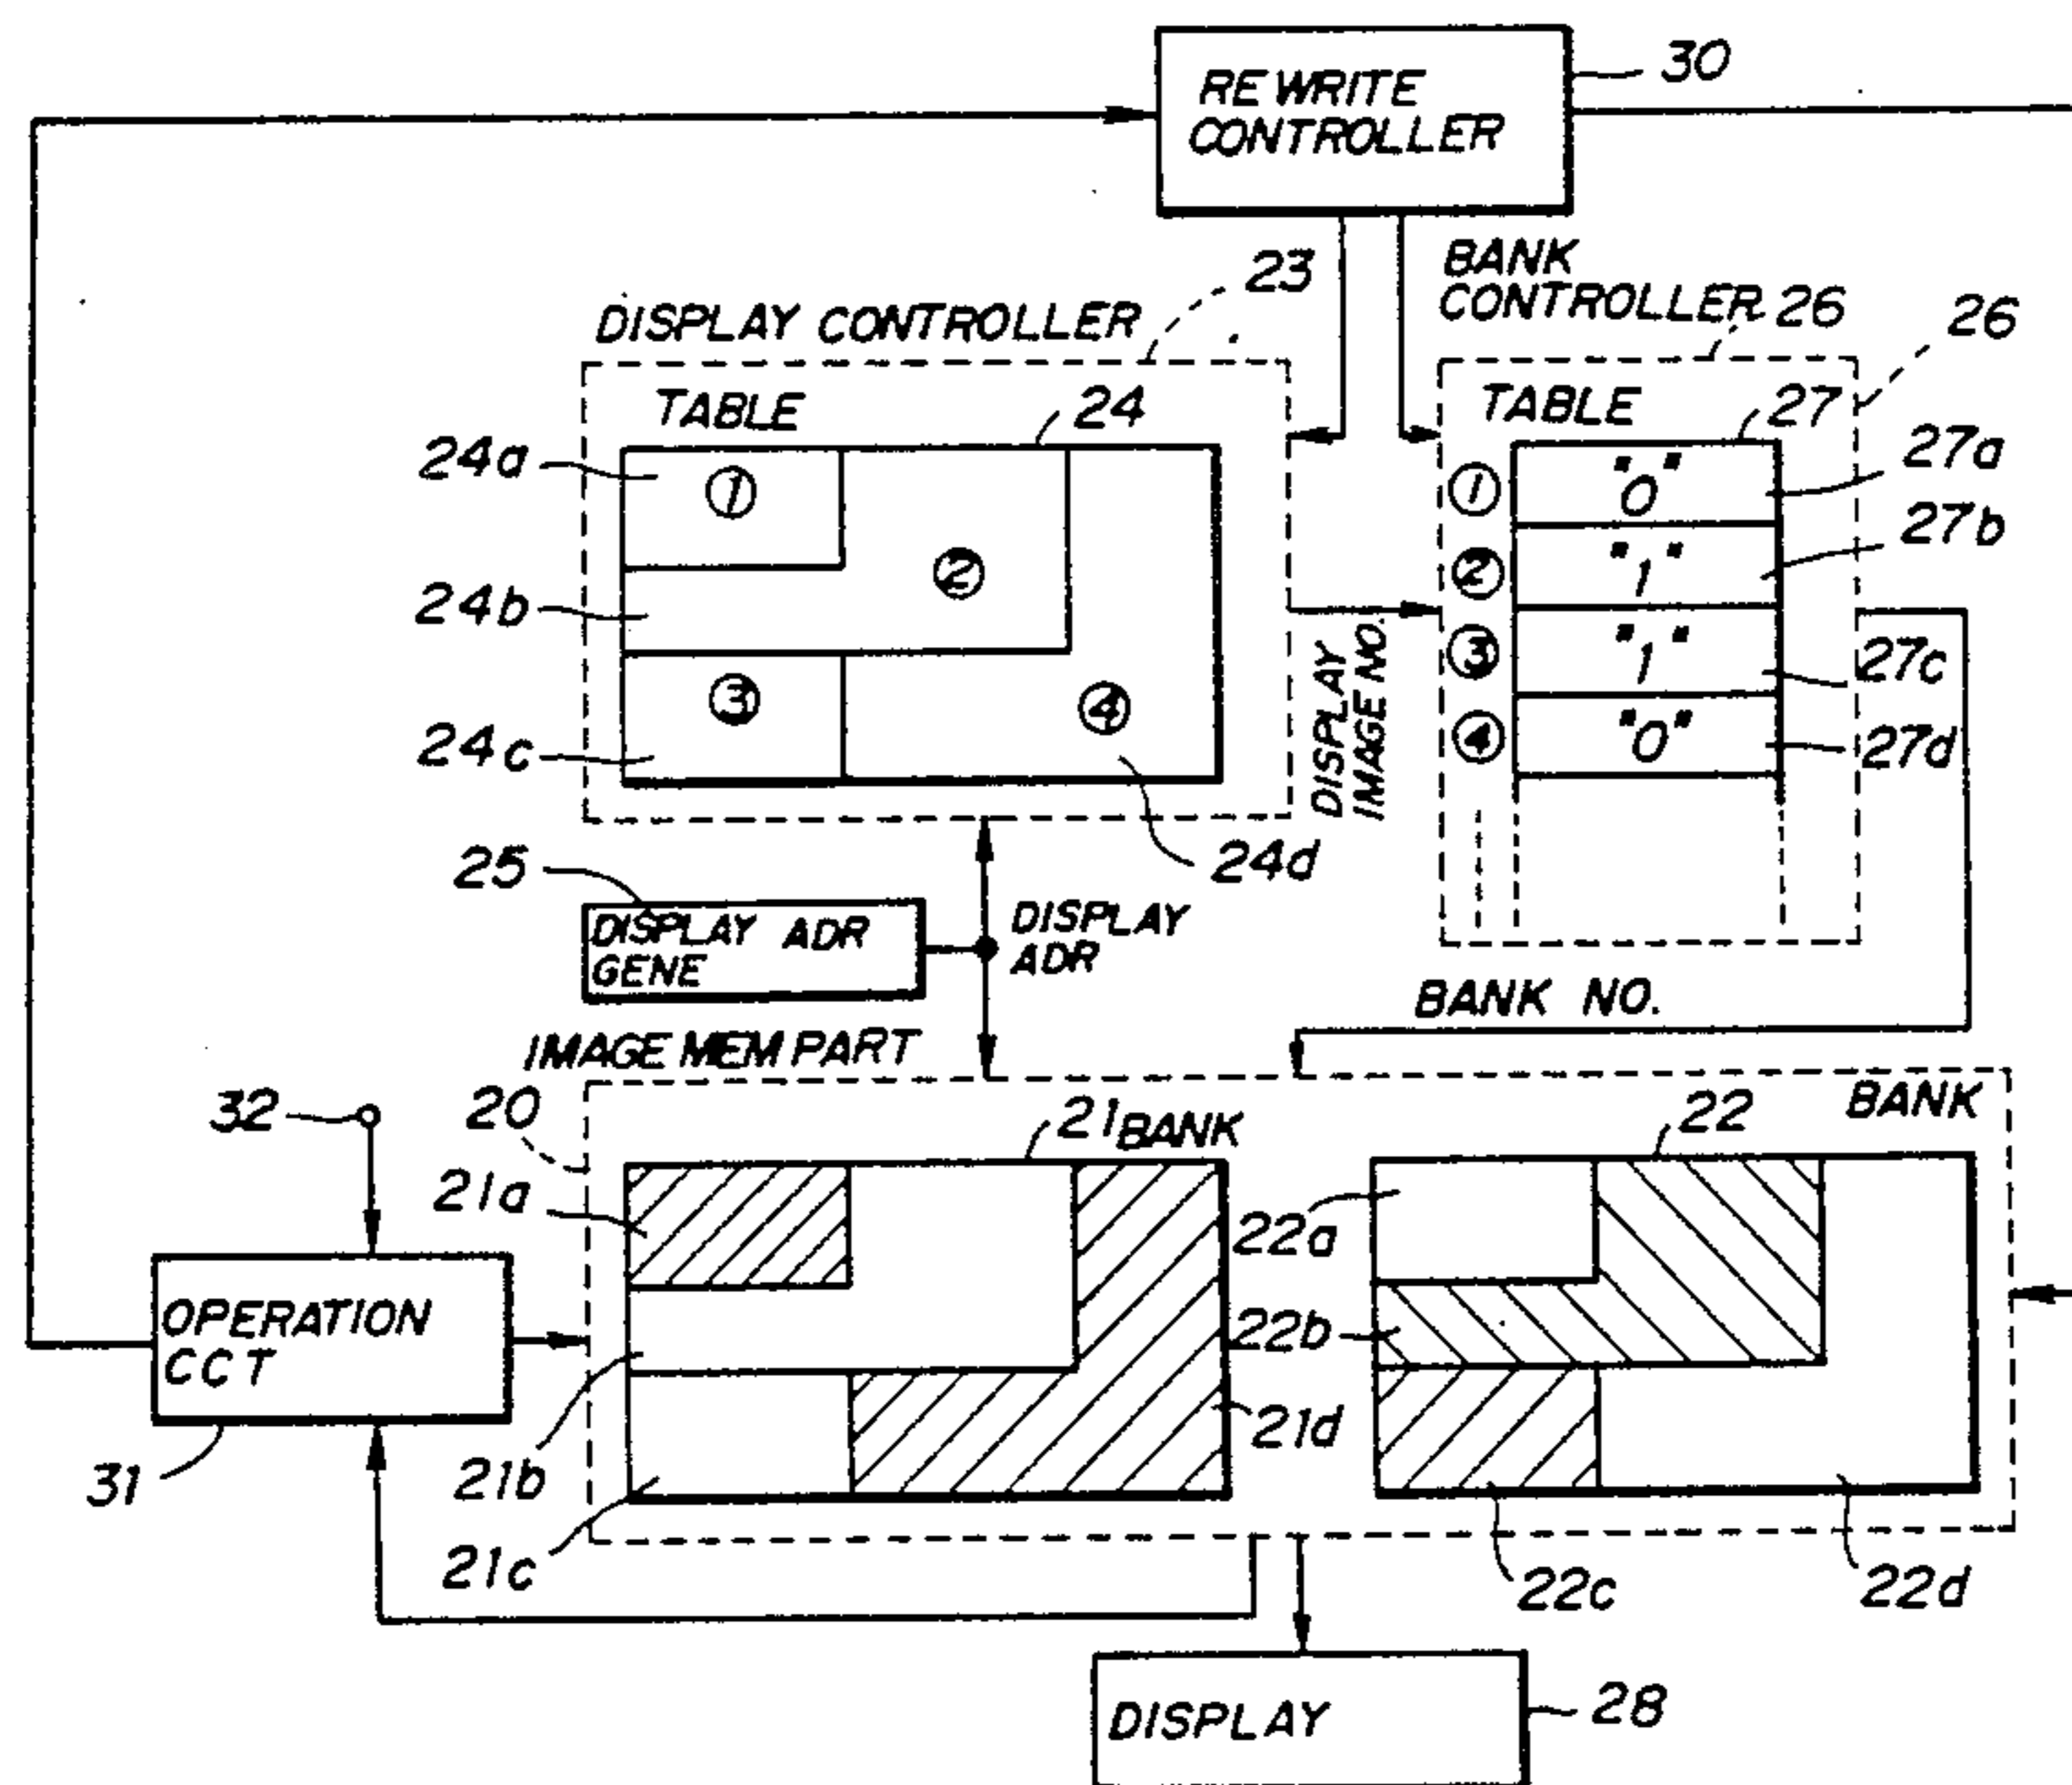 REWRITE
CONTROLLER
30
BANK
CONTROLLER 26
26
23
DISPLAY CONTROLLER
TABLE
24
24a
①
24b
②
24c
③
④
24d
TABLE
27
① "0" 27a
② "1" 27b
③ "1" 27c
④ "0" 27d
DISPLAY
IMAGE NO.
25
DISPLAY ADR
GENE
DISPLAY
ADR
BANK NO.
IMAGE MEM PART
32
20
21 BANK
22
BANK
21a
22a
22b
OPERATION
CCT
31
21b
21d
21c
22c
22d
DISPLAY
28